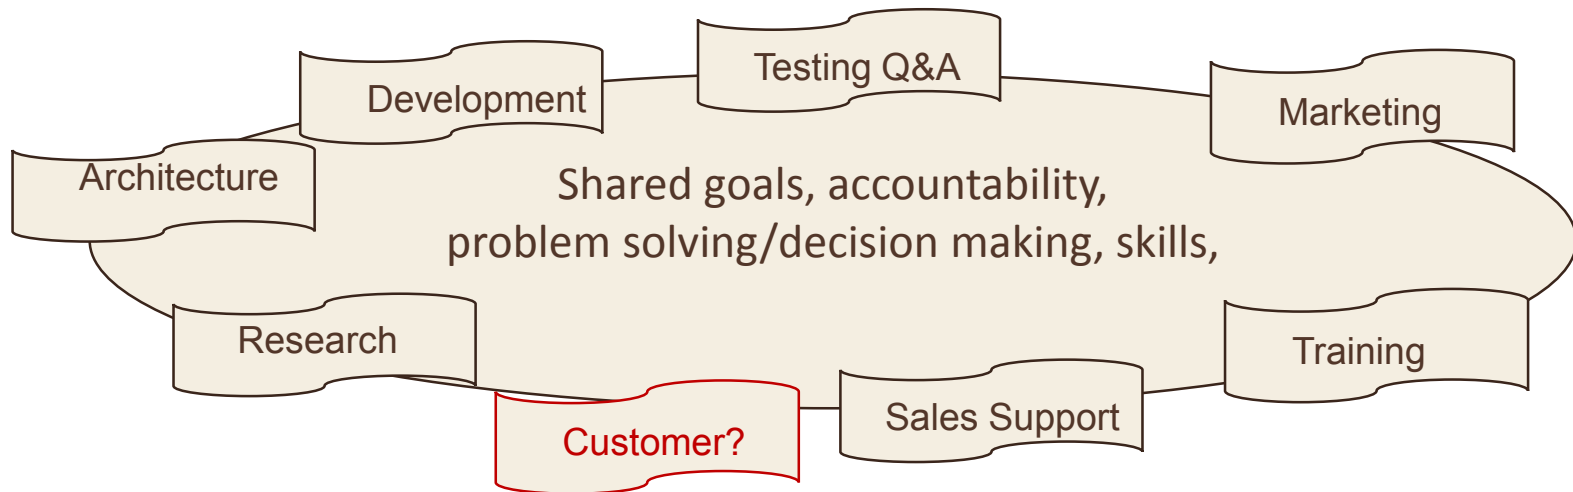 Testing Q&A
Development
Marketing
Architecture
Shared goals, accountability,
problem solving/decision making, skills,
Research
Training
Sales Support
Customer?